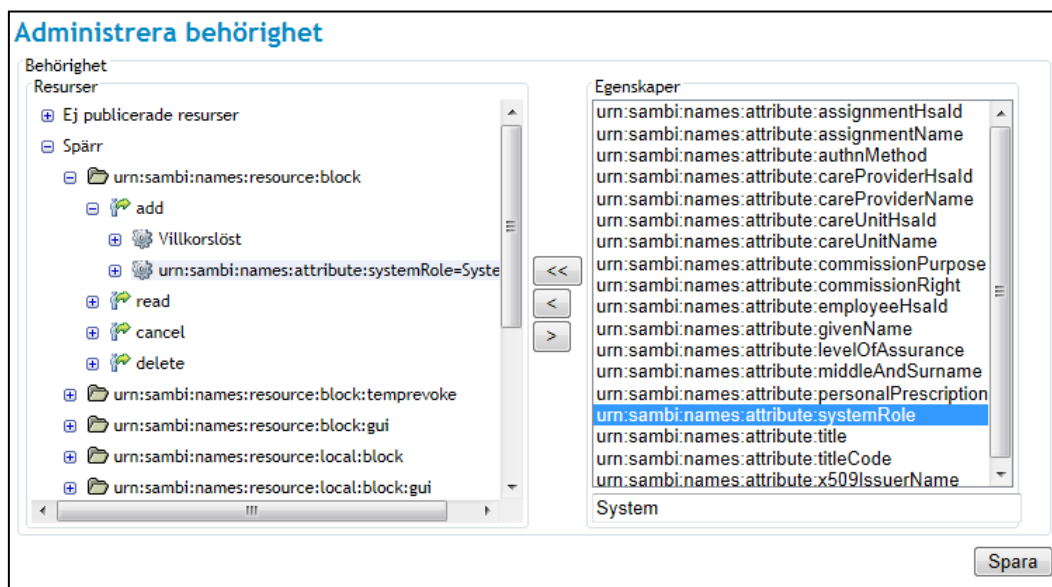 Administrera behörighet
Behörighet
Resurser
Ej publicerade resurser
Spärr
urn:sambi:names:resource:block
add
Villkorslöst
urn:sambi:names:attribute:systemRole=Syste
read
cancel
delete
urn:sambi:names:resource:block:temprevoke
urn:sambi:names:resource:block:gui
urn:sambi:names:resource:local:block
urn:sambi:names:resource:local:block:gui
<<
<
>
Egenskaper
urn:sambi:names:attribute:assignmentHsaId
urn:sambi:names:attribute:assignmentName
urn:sambi:names:attribute:authnMethod
urn:sambi:names:attribute:careProviderHsaId
urn:sambi:names:attribute:careProviderName
urn:sambi:names:attribute:careUnitHsaId
urn:sambi:names:attribute:careUnitName
urn:sambi:names:attribute:commissionPurpose
urn:sambi:names:attribute:commissionRight
urn:sambi:names:attribute:employeeHsaId
urn:sambi:names:attribute:givenName
urn:sambi:names:attribute:levelOfAssurance
urn:sambi:names:attribute:middleAndSurname
urn:sambi:names:attribute:personalPrescription
urn:sambi:names:attribute:systemRole
urn:sambi:names:attribute:title
urn:sambi:names:attribute:titleCode
urn:sambi:names:attribute:x509IssuerName
System
Spara